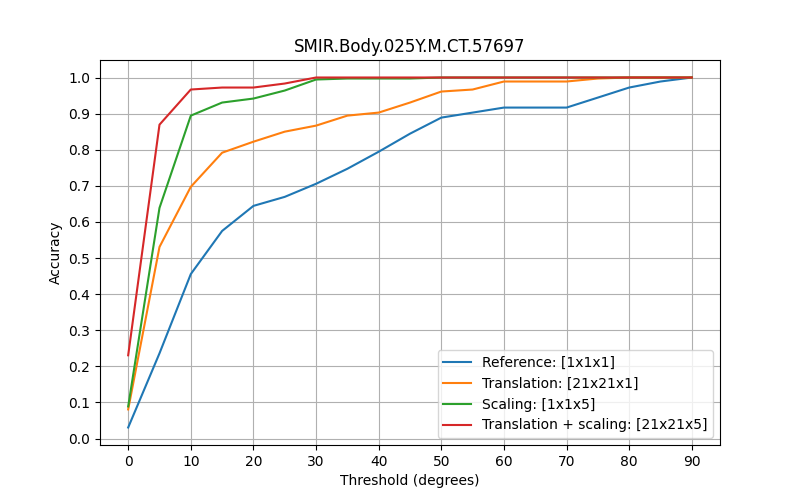 SMIR.Body.025Y.M.CT.57697
1.0
0.9
0.8
0.7
0.6
0.5
0.4
0.3
0.2
0.1
0.0
Accuracy
Reference: [1x1x1]
Translation: [21x21x1]
Scaling: [1x1x5]
Translation + scaling: [21x21x5]
0 10 20 30 40 50 60 70 80 90
Threshold (degrees)